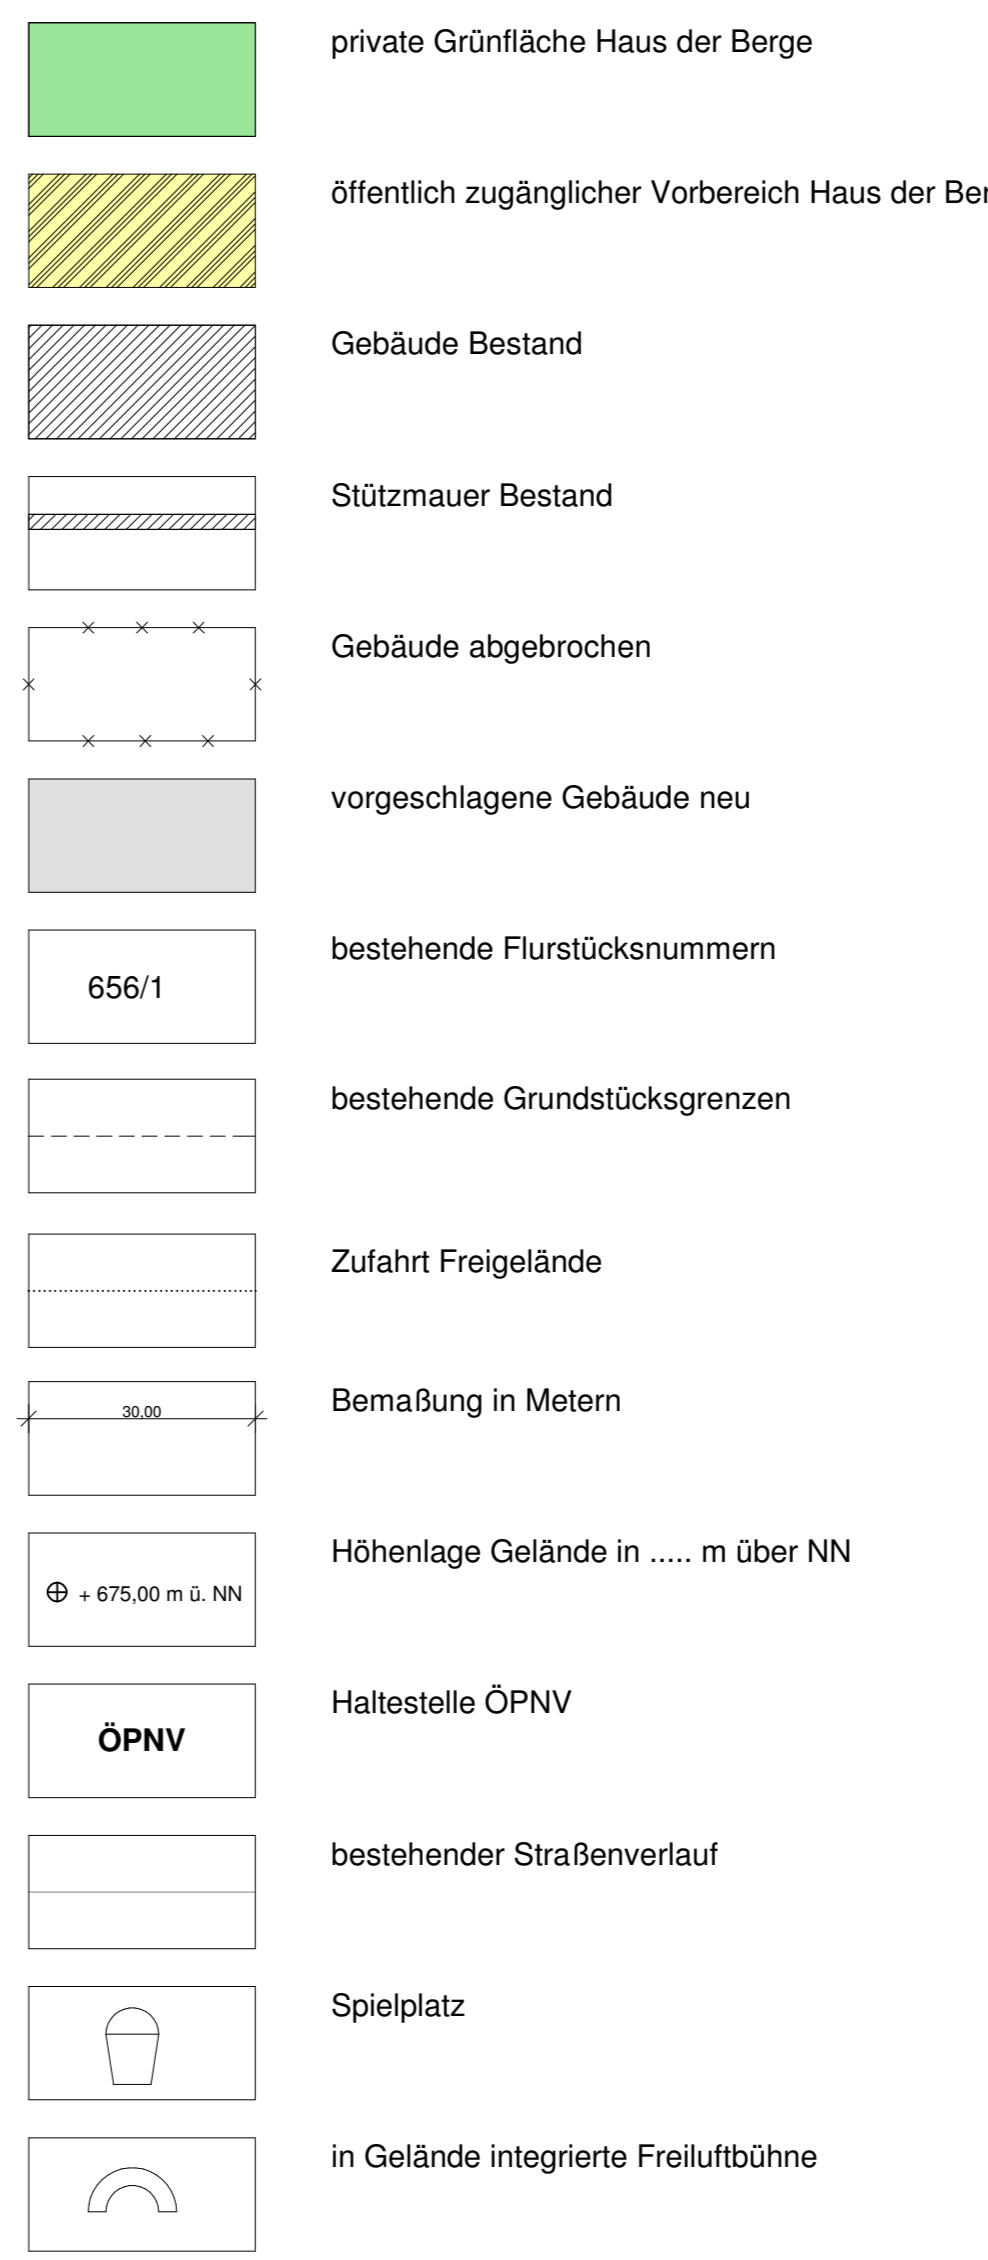 private Grünfläche Haus der Berge
öffentlich zugänglicher Vorbereich Haus der
Gebäude Bestand
Stützmauer Bestand
Gebäude abgebrochen
vorgeschlagene Gebäude neu
bestehende Flurstücksnummern
656/1
bestehende Grundstücksgrenzen
Zufahrt Freigelände
Bemaßung in Metern
30,00
Höhenlage Gelände in ..... m über NN
+ 675,00 m ü. NN
Haltestelle ÖPNV
ÖPNV
bestehender Straßenverlauf
Spielplatz
in Gelände integrierte Freiluftbühne